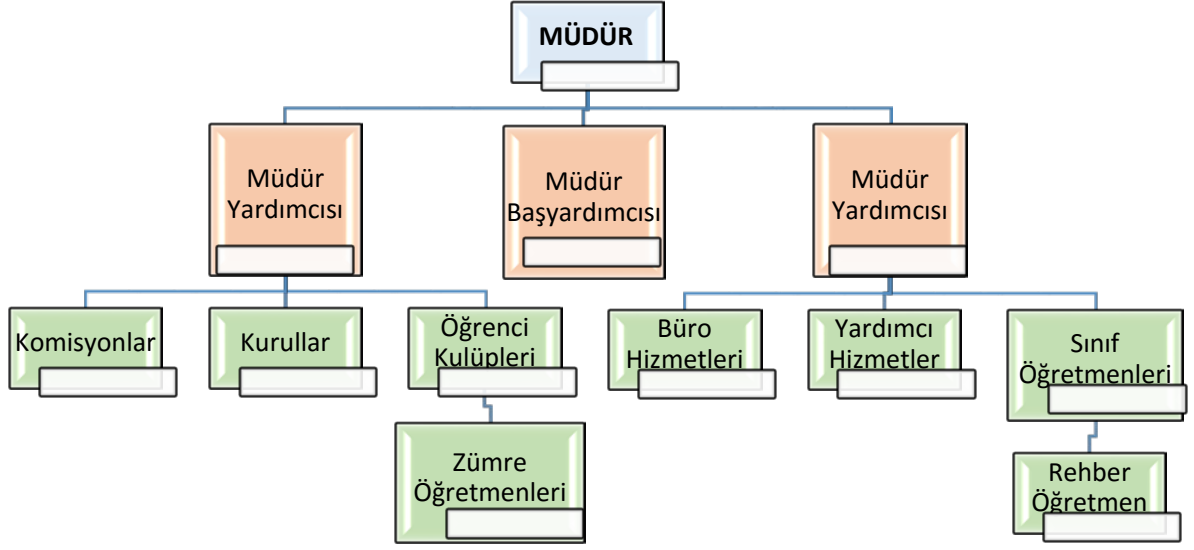 MÜDÜR
Müdür
Yardımcısı
Müdür
Başyardımcısı
Müdür
Yardımcısı
Komisyonlar
Kurullar
Öğrenci
Kulüpleri
Büro
Hizmetleri
Yardımcı
Hizmetler
Sınıf
Öğretmenleri
Zümre
Öğretmenleri
Rehber
Öğretmen